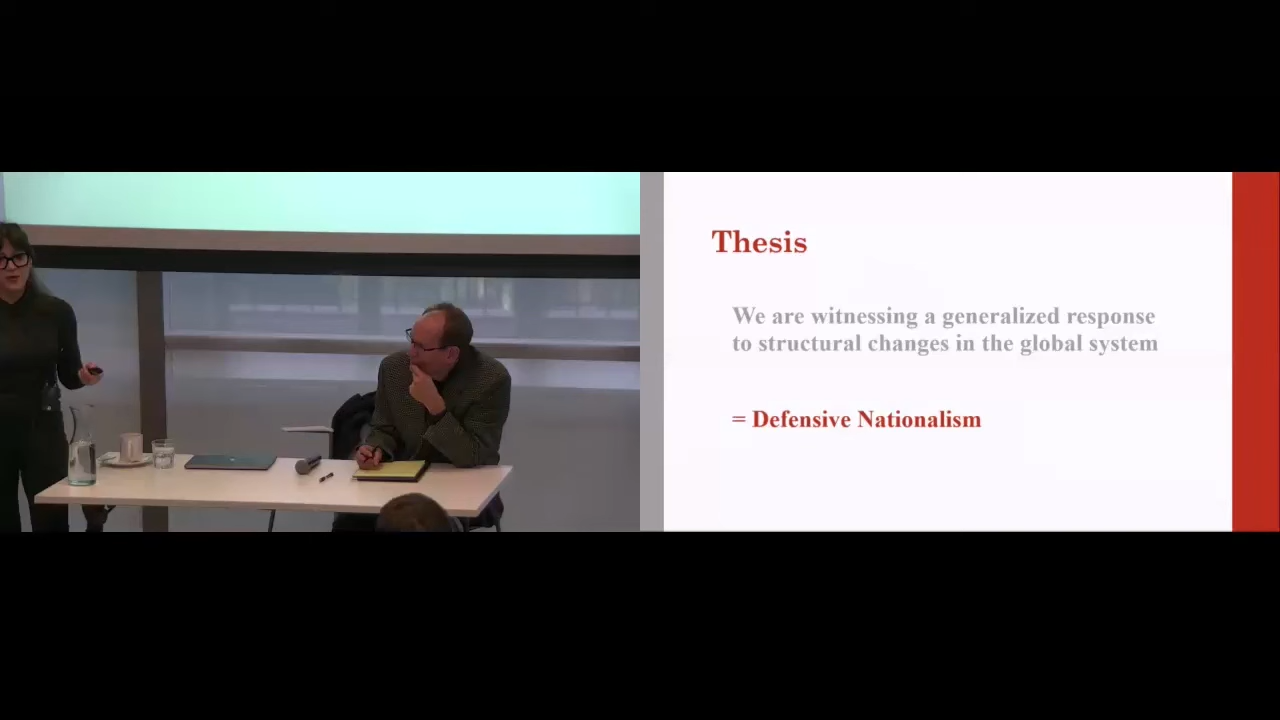 Thesis
We are witnessing a generalized response
to structural changes in the global system
= Defensive Nationalism